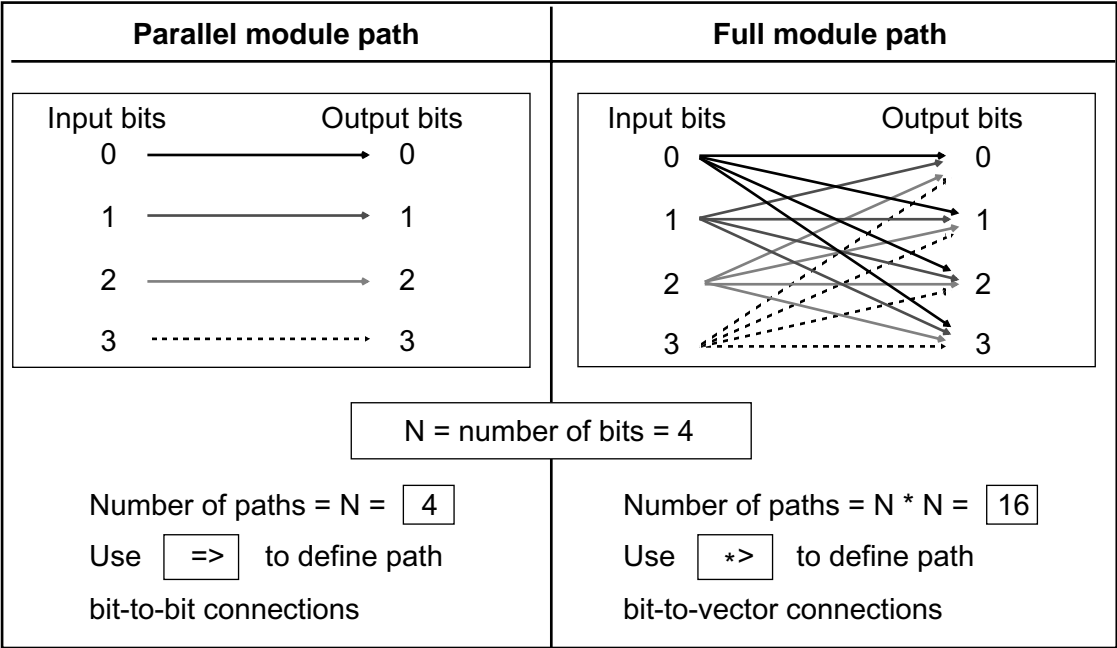 Parallel module path
Full module path
Input bits Output bits
0 0
1 1
2 2
3 3
Input bits Output bits
0 0
1 1
2 2
3 3
N = number of bits = 4
Number of paths = N = 4
Use => to define path
bit-to-bit connections
Number of paths = N * N = 16
Use *> to define path
bit-to-vector connections